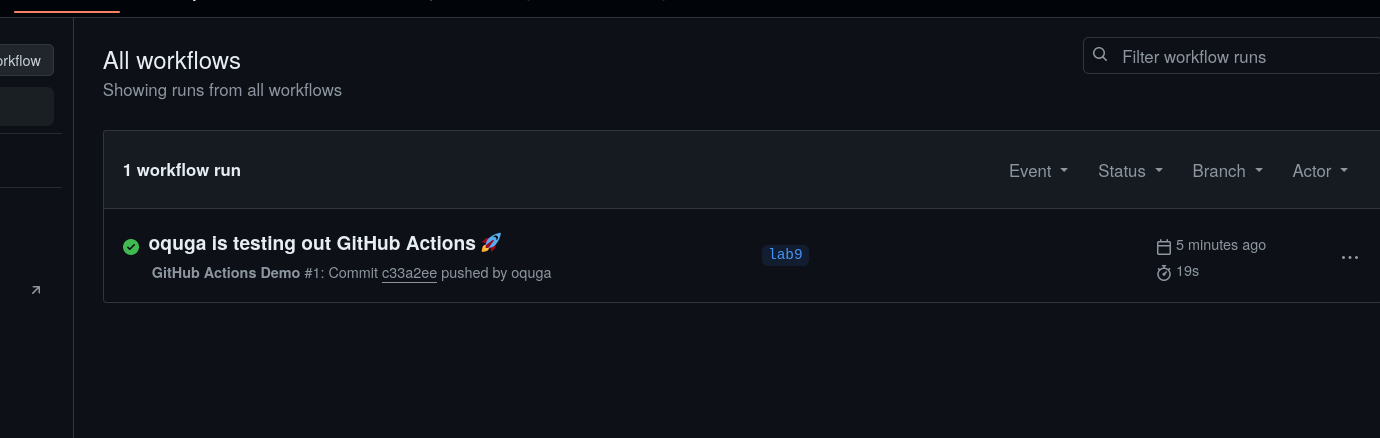 orkflow
All workflows
Filter workflow runs
Showing runs from all workflows
1 workflow run
Event
Status
Branch
Actor
oquga is testing out GitHub Actions 🚀
GitHub Actions Demo #1: Commit c33a2ee pushed by oquga
lab9
5 minutes ago
19s